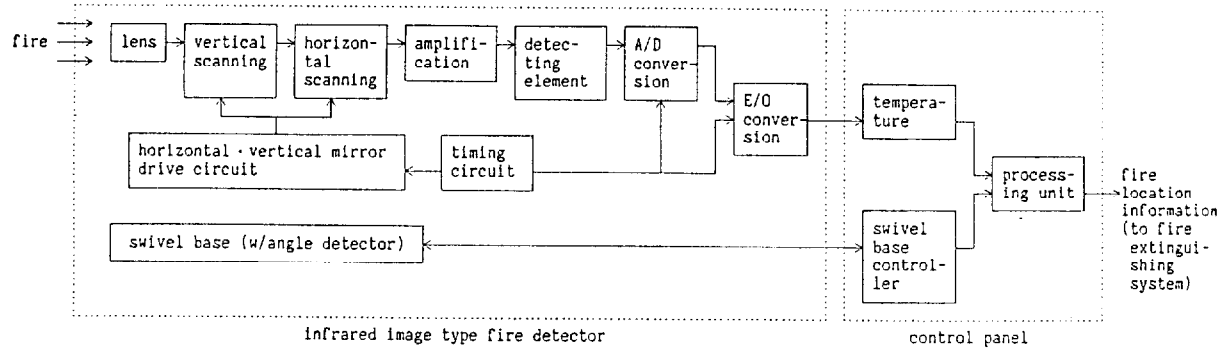 fire
lens
vertical
scanning
horizon-
tal
scanning
amplifi-
cation
detec-
ting
element
A/D
conver-
sion
E/O
conver-
sion
horizontal · vertical mirror
drive circuit
timing
circuit
swivel base (w/angle detector)
infrared image type fire detector
tempera-
ture
swivel
base
control-
ler
process-
ing unit
control panel
fire
location
information
(to fire
extingui-
shing
system)